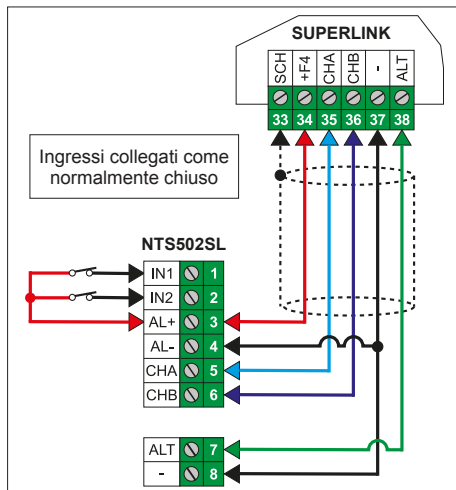 SUPERLINK
SCH +F4 CHA CHB - ALT
33 34 35 36 37 38
Ingressi collegati come
normalmente chiuso
NTS502SL
IN1 1
IN2 2
AL+ 3
AL- 4
CHA 5
CHB 6
ALT 7
- 8